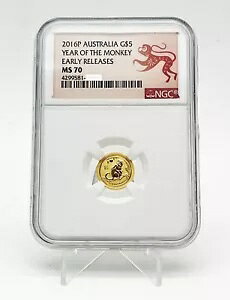 2016P AUSTRALIA G$5
YEAR OF THE MONKEY
EARLY RELEASES
MS 70
4299581-
NGC